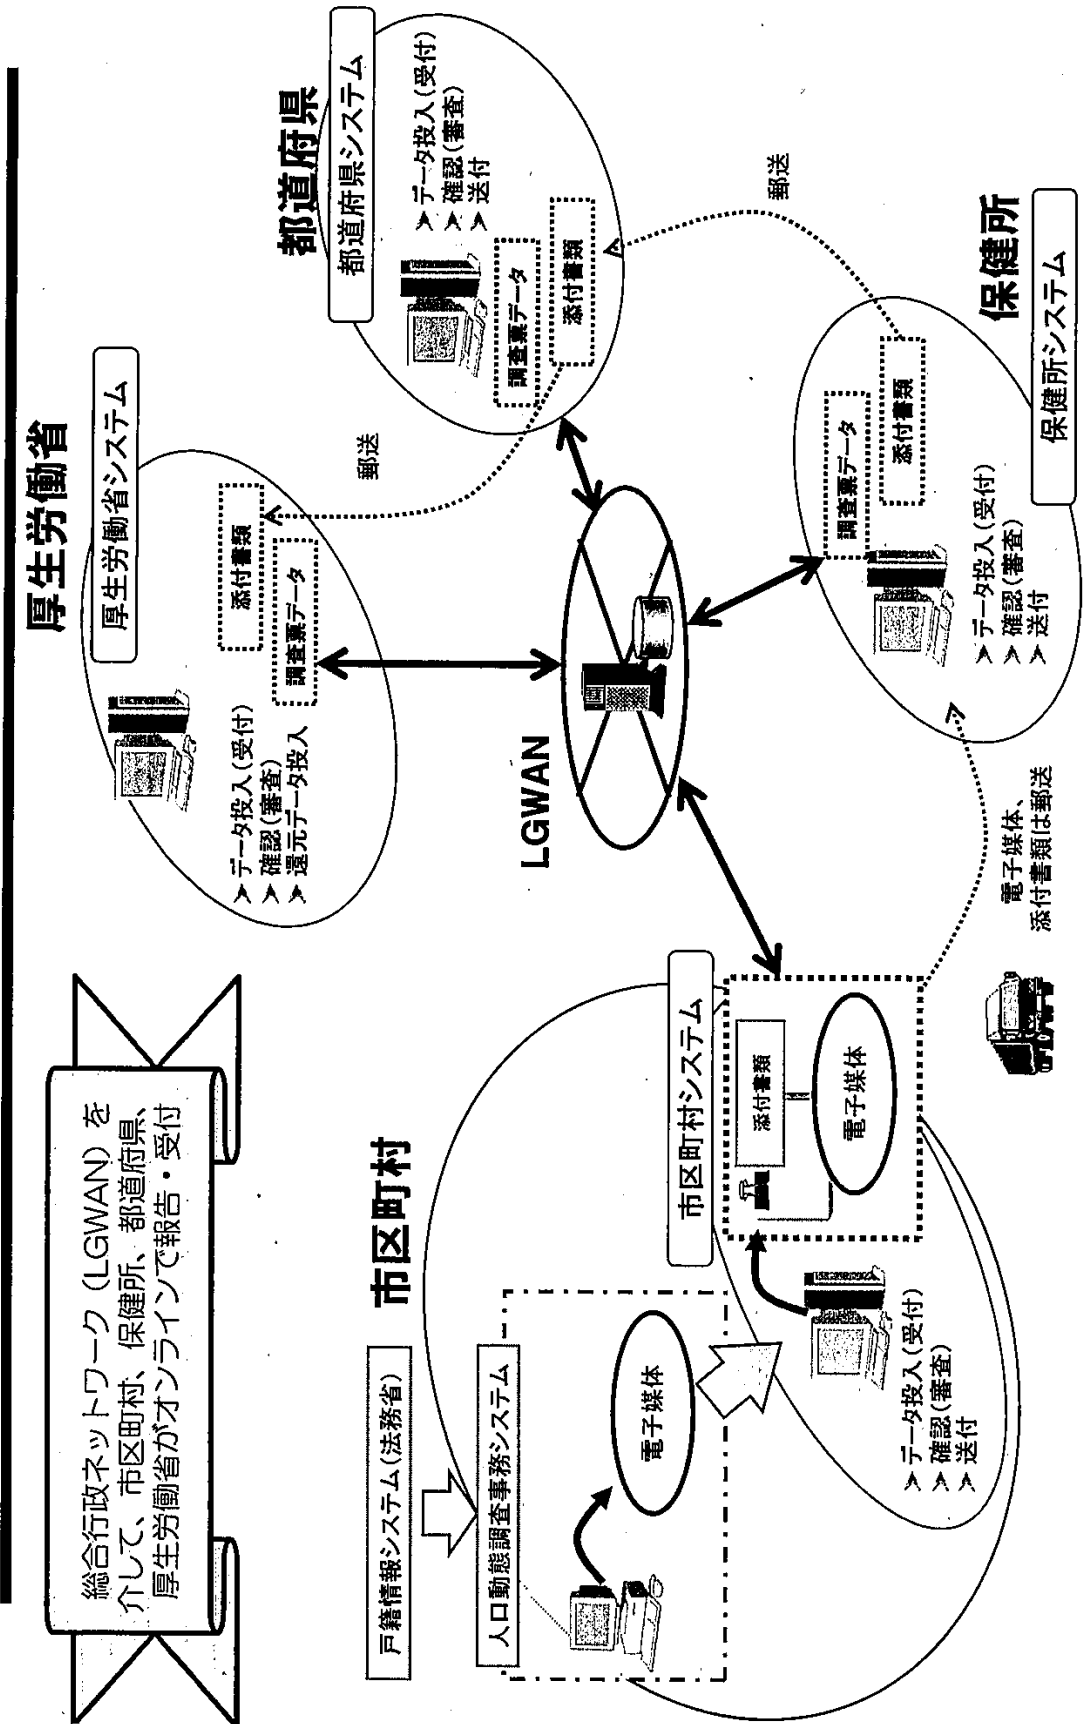 総合行政ネットワーク（LGWAN）を
介して、市区町村、保健所、都道府県、
厚生労働省がオンラインで報告・受付
厚生労働省
厚生労働省システム
添付書類
調査票データ
➢データ投入(受付)
➢確認(審査)
➢還元データ投入
郵送
都道府県
都道府県システム
➢データ投入(受付)
➢確認(審査)
➢送付
調査票データ
添付書類
郵送
LGWAN
市区町村
戸籍情報システム(法務省)
人口動態調査事務システム
電子媒体
市区町村システム
添付書類
電子媒体
➢データ投入(受付)
➢確認(審査)
➢送付
電子媒体、
添付書類は郵送
保健所
保健所システム
調査票データ
添付書類
➢データ投入(受付)
➢確認(審査)
➢送付